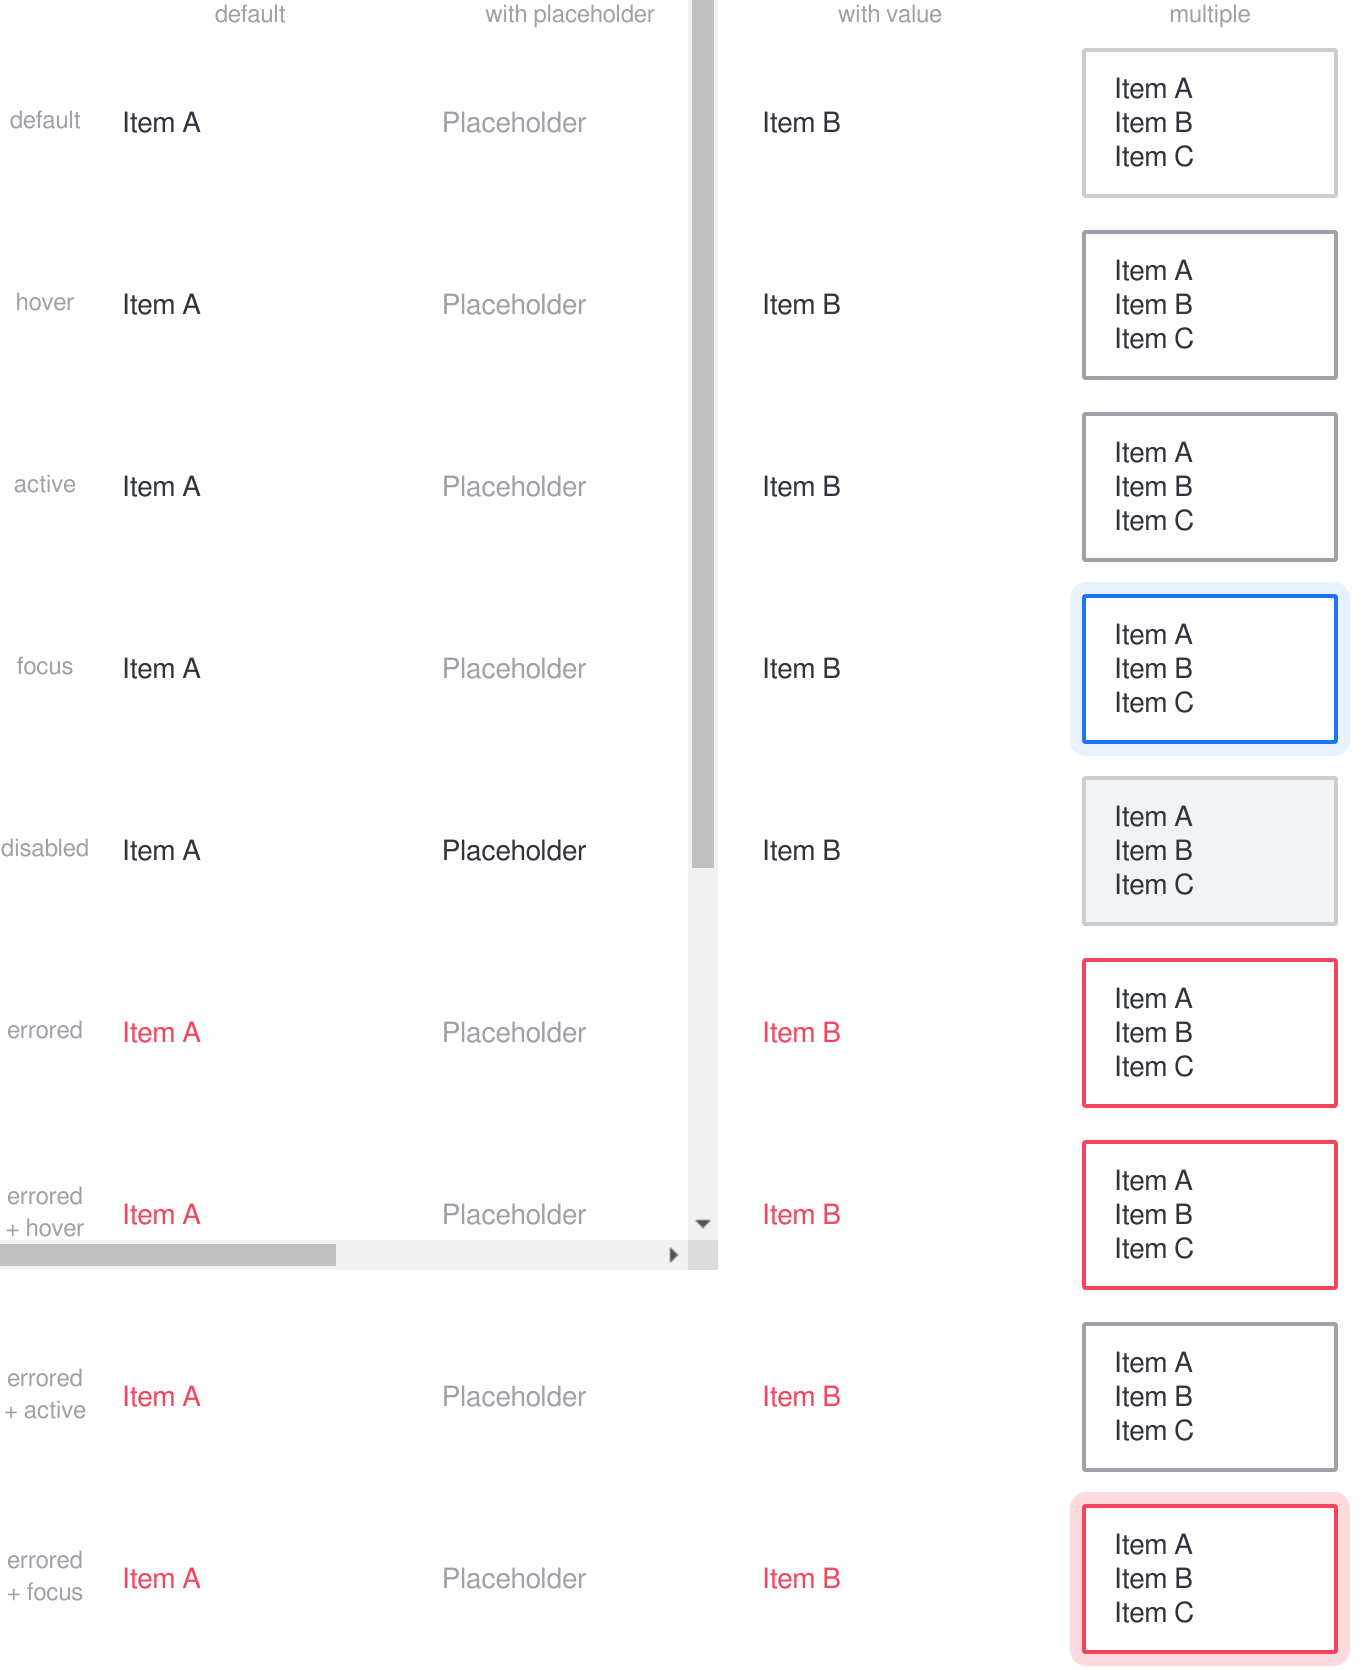 default with placeholder with value multiple
Item A
default Item A Placeholder Item B Item B
Item C
Item A
hover Item A Placeholder Item B Item B
Item C
Item A
active Item A Placeholder Item B Item B
Item C
Item A
focus Item A Placeholder Item B Item B
Item C
Item A
disabled Item A Placeholder Item B Item B
Item C
Item A
errored Item A Placeholder Item B Item B
Item C
Item A
errored
+ hover Item A Placeholder Item B Item B
Item C
Item A
errored
+ active Item A Placeholder Item B Item B
Item C
Item A
errored
+ focus Item A Placeholder Item B Item B
Item C